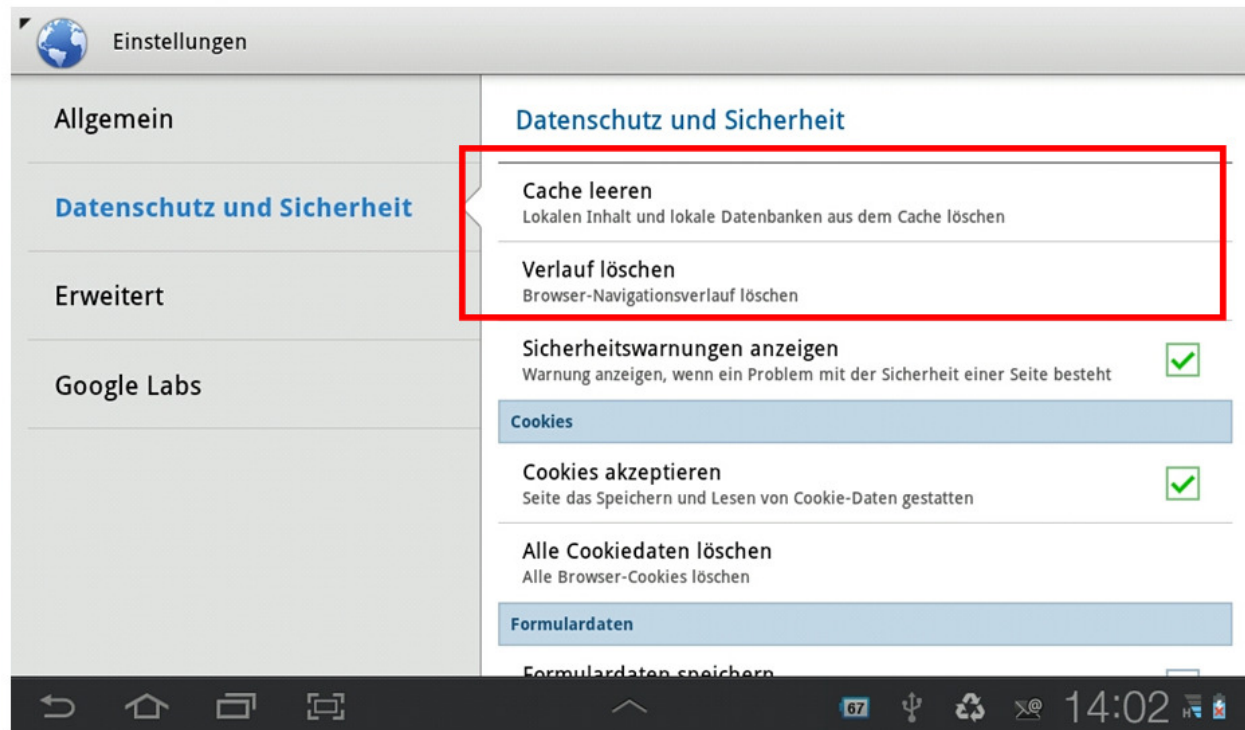 Einstellungen
Allgemein
Datenschutz und Sicherheit
Erweitert
Google Labs
Datenschutz und Sicherheit
Cache leeren
Lokalen Inhalt und lokale Datenbanken aus dem Cache löschen
Verlauf löschen
Browser-Navigationsverlauf löschen
Sicherheitswarnungen anzeigen
Warnung anzeigen, wenn ein Problem mit der Sicherheit einer Seite besteht
Cookies
Cookies akzeptieren
Seite das Speichern und Lesen von Cookie-Daten gestatten
Alle Cookiedaten löschen
Alle Browser-Cookies löschen
Formulardaten
Formulardaten speichern
67 14:02 H